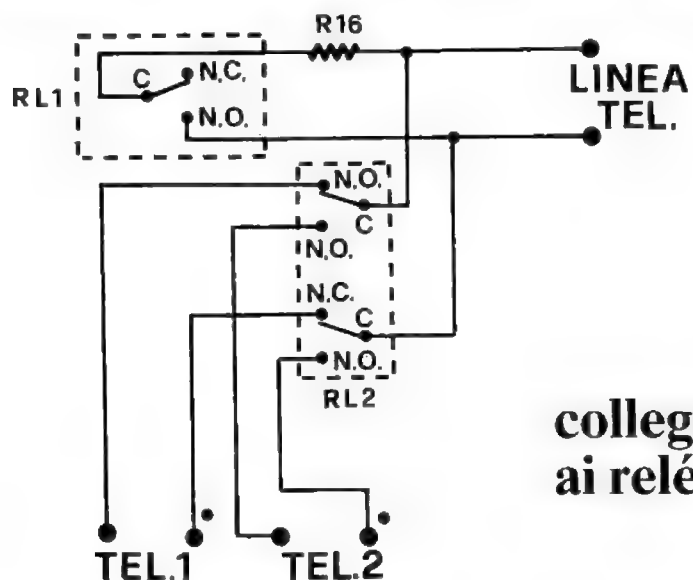 R16
RL1
C
N.C.
N.O.
LINEA
TEL.
N.O.
C
N.O.
N.C.
C
N.O.
RL2
colleg
ai relé
TEL.1
TEL.2